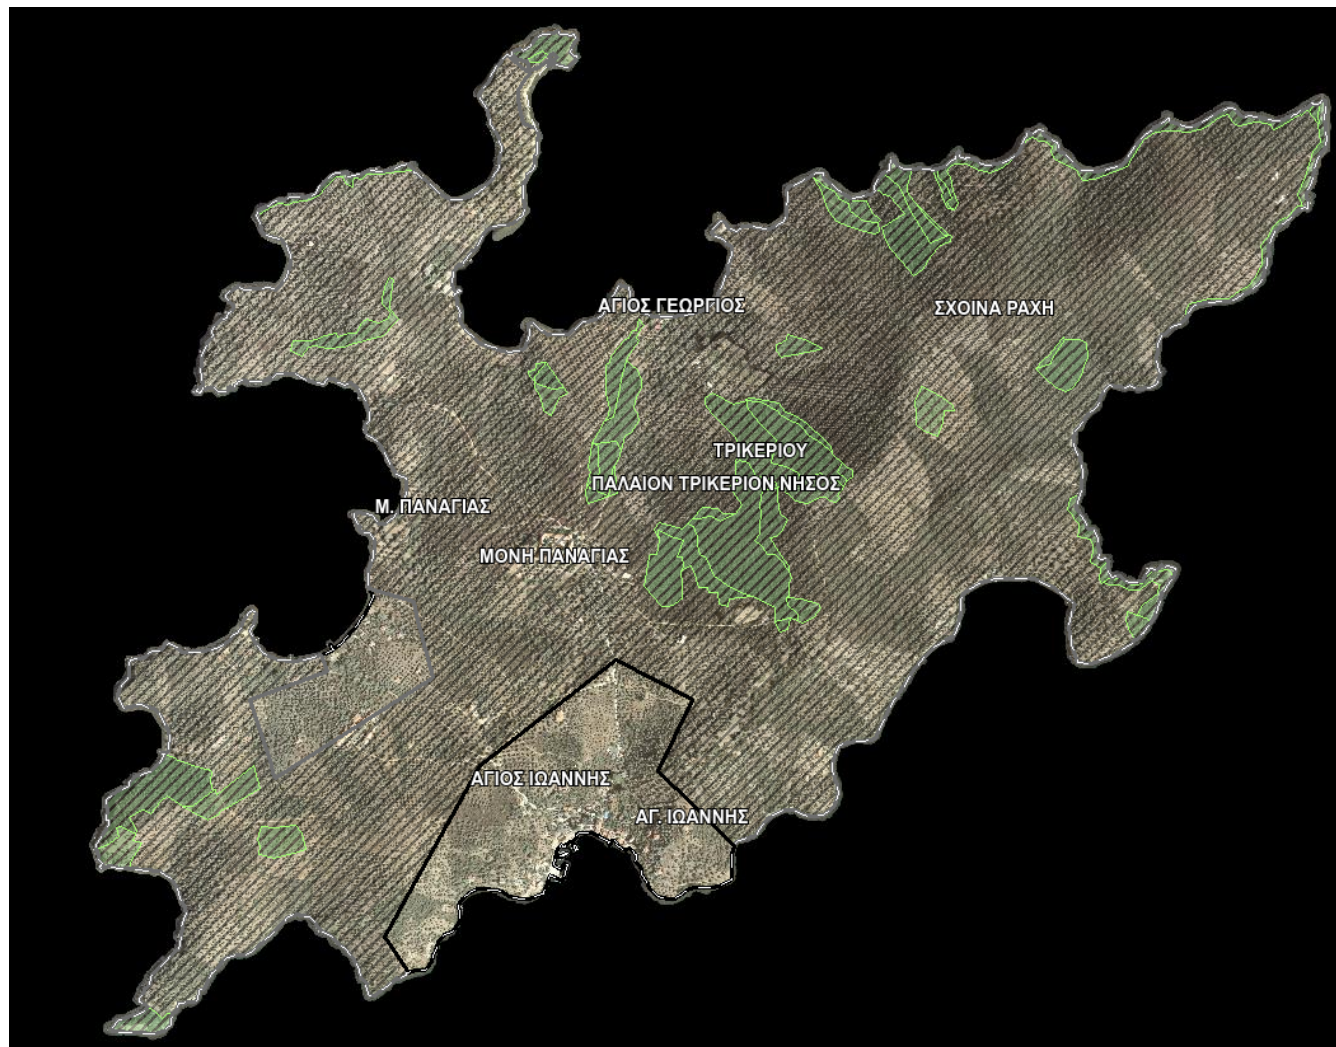 ΑΓΙΟΣ ΓΕΩΡΓΙΟΣ
ΣΧΟΙΝΑ ΡΑΧΗ
ΤΡΙΚΕΡΙΟΥ
ΠΑΛΑΙΟΝ ΤΡΙΚΕΡΙΟΝ ΝΗΣΟΣ
Μ. ΠΑΝΑΓΙΑΣ
ΜΟΝΗ ΠΑΝΑΓΙΑΣ
ΑΓΙΟΣ ΙΩΑΝΝΗΣ
ΑΓ. ΙΩΑΝΝΗΣ